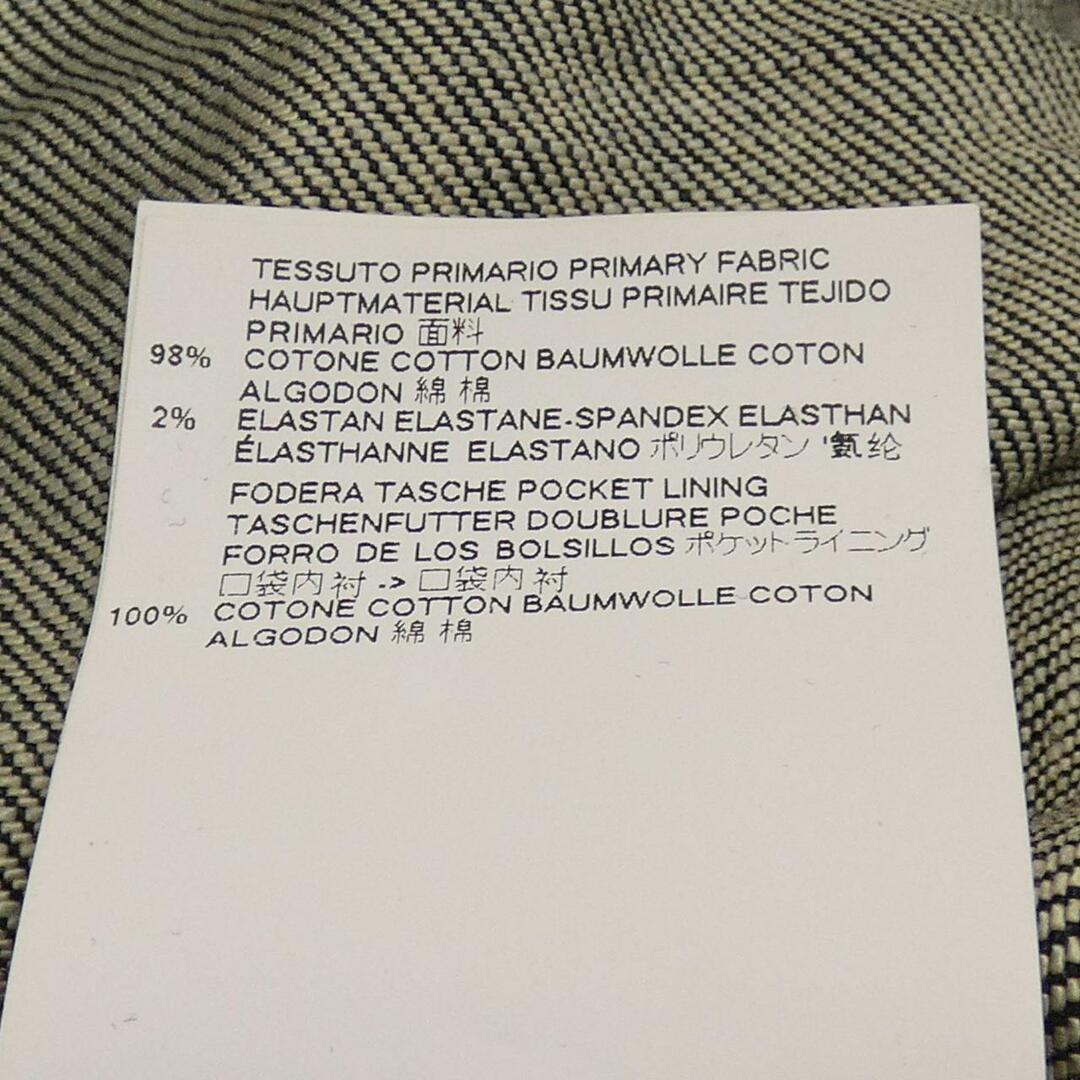 TESSUTO PRIMARIO PRIMARY FABRIC
HAUPTMATERIAL TISSU PRIMAIRE TEJIDO
PRIMARIO 面料
98% COTONE COTTON BAUMWOLLE COTON
ALGODON 綿 棉
2% ELASTAN ELASTANE-SPANDEX ELASTHAN
ÉLASTHANNE ELASTANO ポリウレタン '氨纶
FODERA TASCHE POCKET LINING
TASCHENFUTTER DOUBLURE POCHE
FORRO DE LOS BOLSILLOS ポケットライニング
口袋内衬 -> 口袋内衬
100% COTONE COTTON BAUMWOLLE COTON
ALGODON 綿 棉